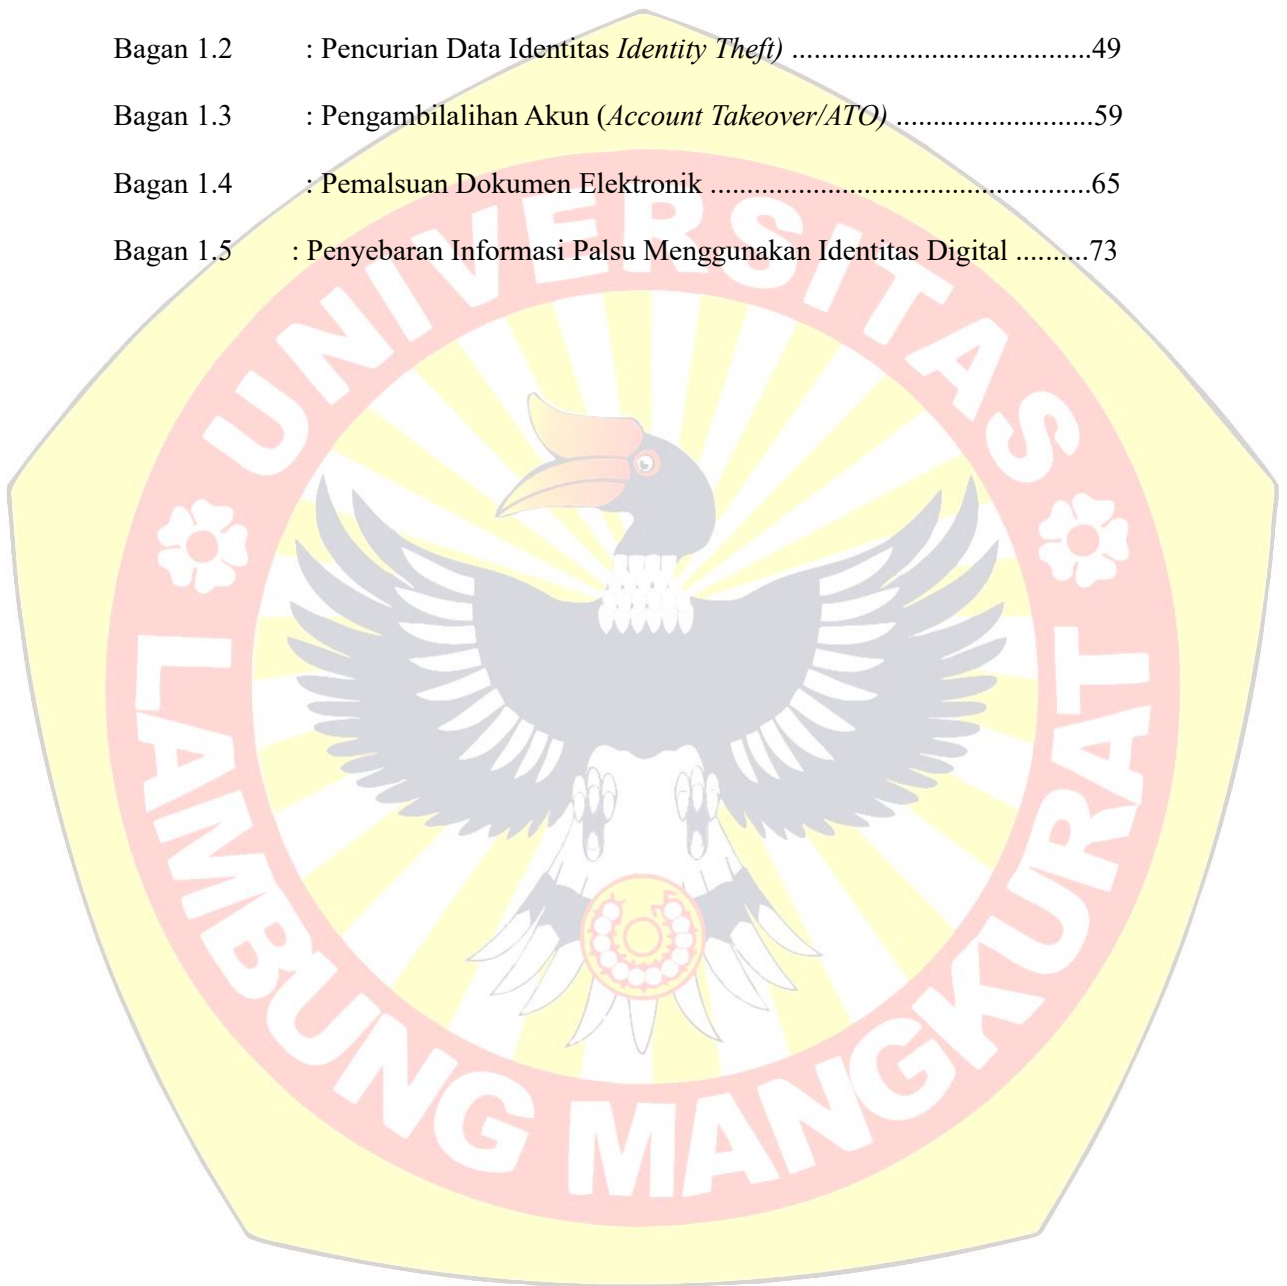 Bagan 1.2 : Pencurian Data Identitas Identity Theft) .........................................49
Bagan 1.3 : Pengambilalihan Akun (Account Takeover/ATO) ...............................59
Bagan 1.4 : Pemalsuan Dokumen Elektronik ....................................................65
Bagan 1.5 : Penyebaran Informasi Palsu Menggunakan Identitas Digital ..........73
UNIVERSITAS
LAMBUNG MANGKURAT